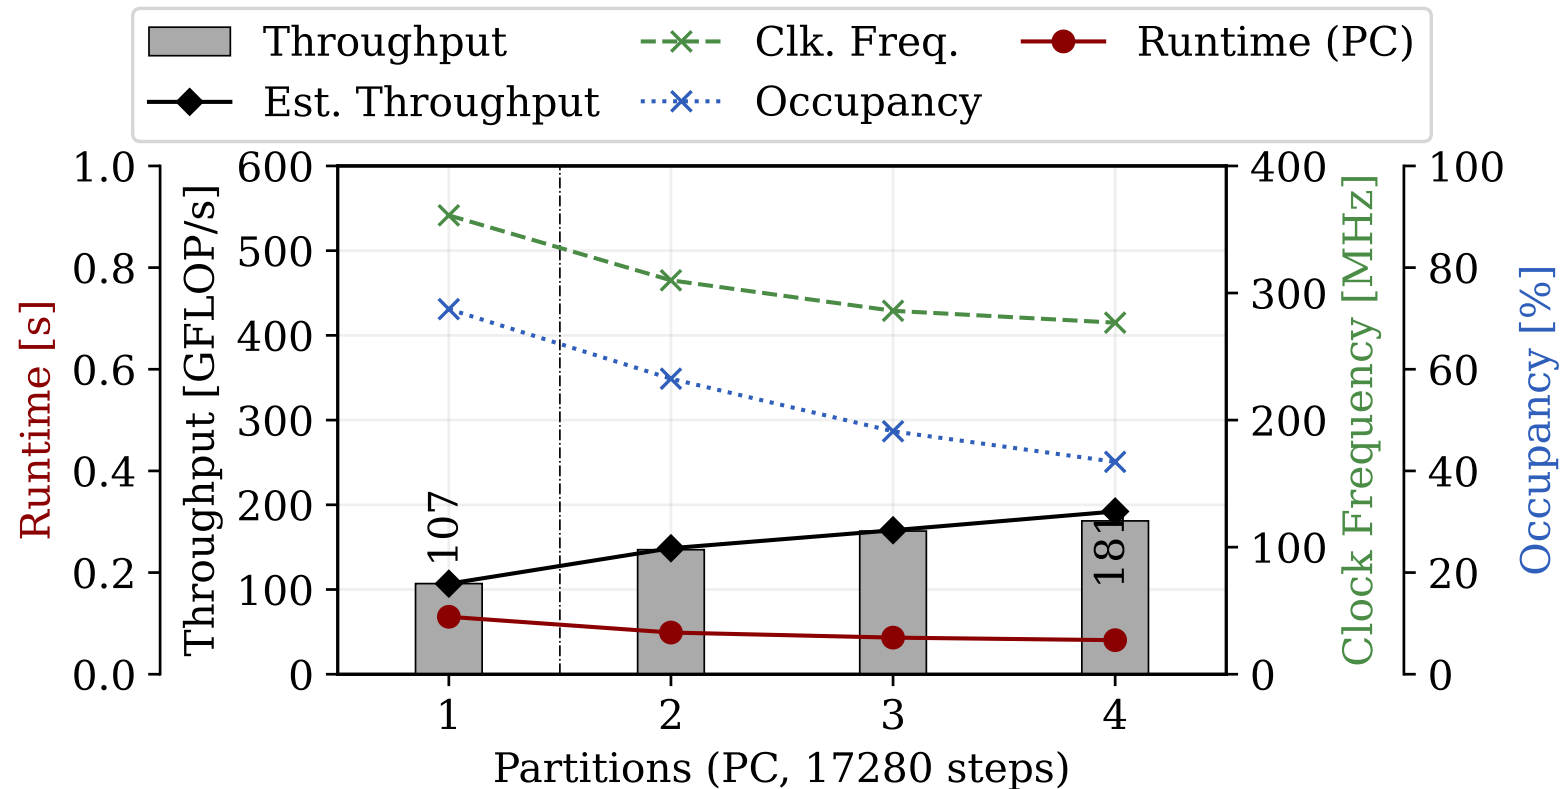 Throughput
Est. Throughput
Clk. Freq.
Occupancy
Runtime (PC)
Runtime [s]
1.0
0.8
0.6
0.4
0.2
0.0
Throughput [GFLOP/s]
600
500
400
300
200
100
0
107
181
400
300
200
100
0
Clock Frequency [MHz]
100
80
60
40
20
0
Occupancy [%]
1 2 3 4
Partitions (PC, 17280 steps)